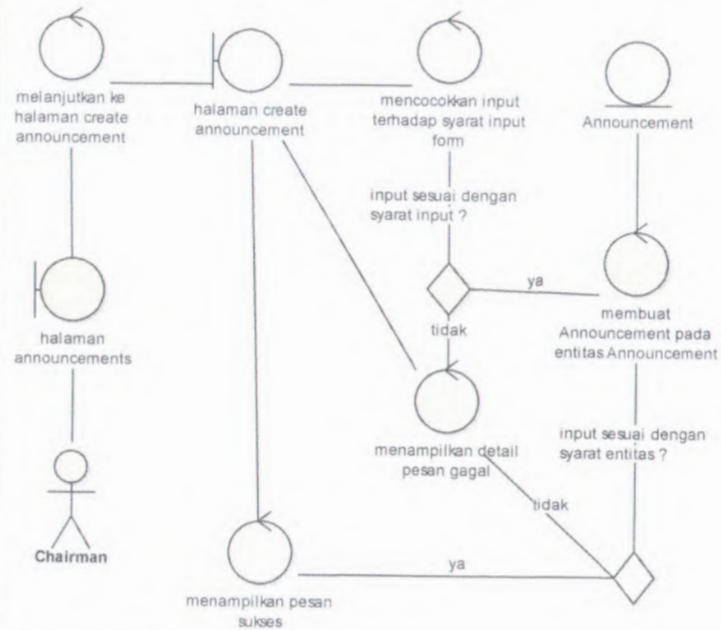 melanjutkan ke
halaman create
announcement
halaman create
announcement
mencocokkan input
terhadap syarat input
form
Announcement
input sesuai dengan
syarat input ?
halaman
announcements
ya
tidak
membuat
Announcement pada
entitas Announcement
menampilkan detail
pesan gagal
input sesuai dengan
syarat entitas ?
tidak
Chairman
ya
menampilkan pesan
sukses